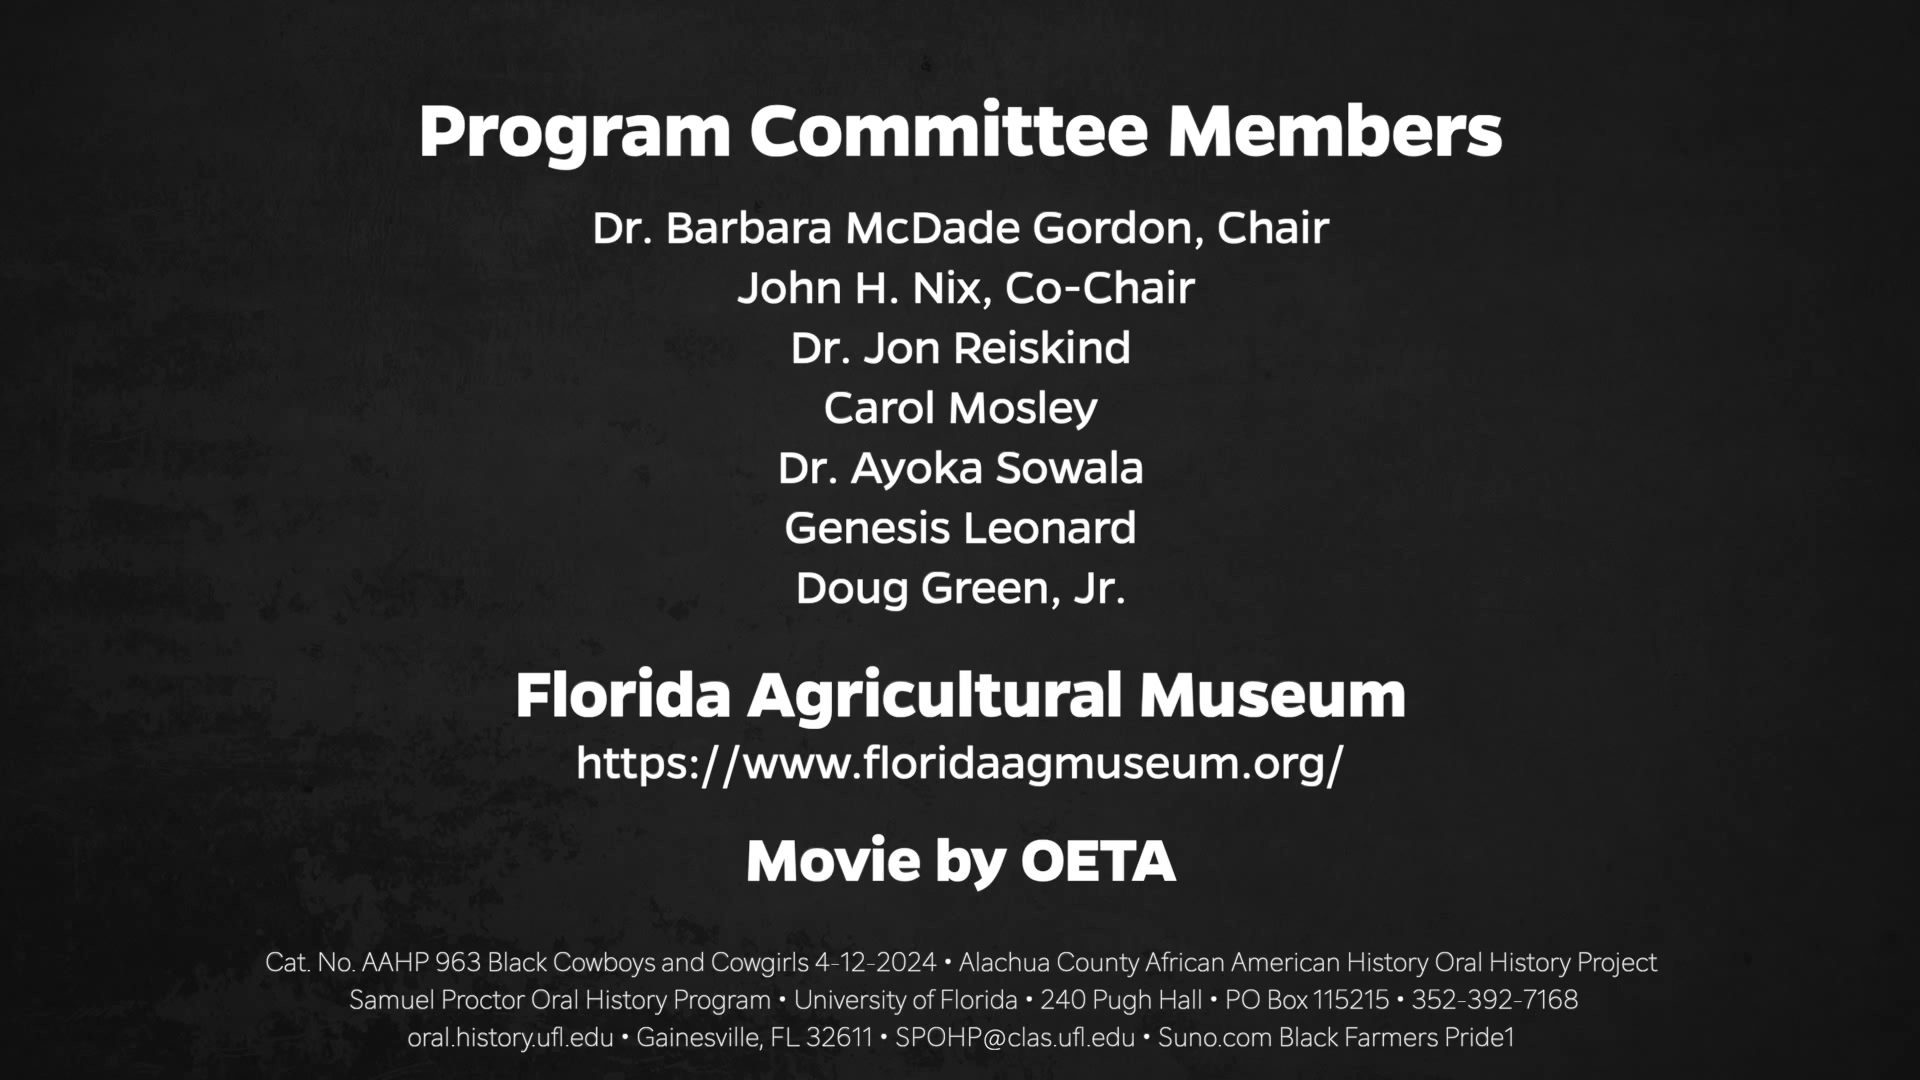 Program Committee Members
Dr. Barbara McDade Gordon, Chair
John H. Nix, Co-Chair
Dr. Jon Reiskind
Carol Mosley
Dr. Ayoka Sowala
Genesis Leonard
Doug Green, Jr.
Florida Agricultural Museum
https://www.floridaagmuseum.org/
Movie by OETA
Cat. No. AAHP 963 Black Cowboys and Cowgirls 4-12-2024 • Alachua County African American History Oral History Project
Samuel Proctor Oral History Program • University of Florida • 240 Pugh Hall • PO Box 115215 • 352-392-7168
oral.history.ufl.edu • Gainesville, FL 32611 • SPOHP@clas.ufl.edu • Suno.com Black Farmers Pride1